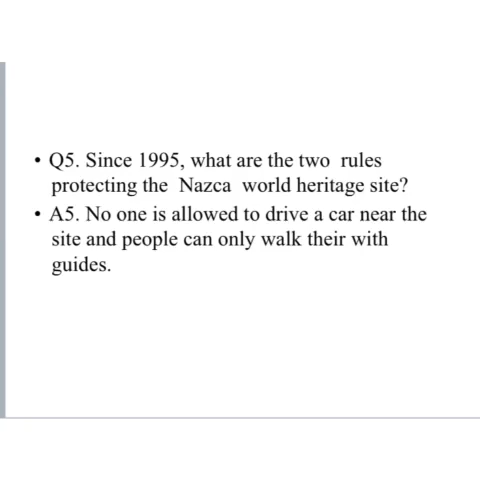 • Q5. Since 1995, what are the two rules
protecting the Nazca world heritage site?
• A5. No one is allowed to drive a car near the
site and people can only walk their with
guides.